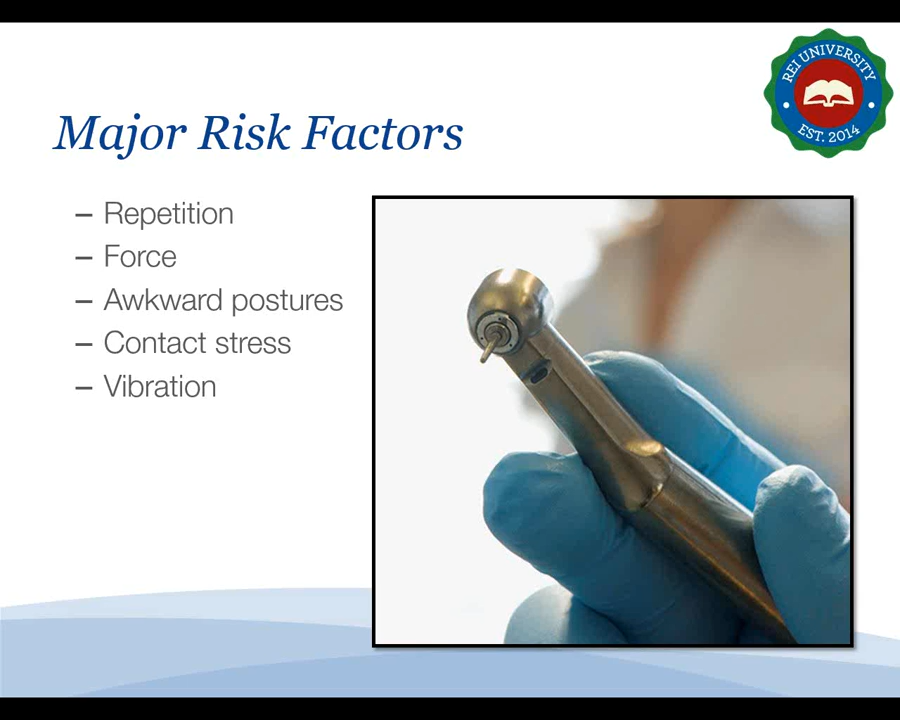 REI UNIVERSITY
EST. 2014
Major Risk Factors
– Repetition
– Force
– Awkward postures
– Contact stress
– Vibration